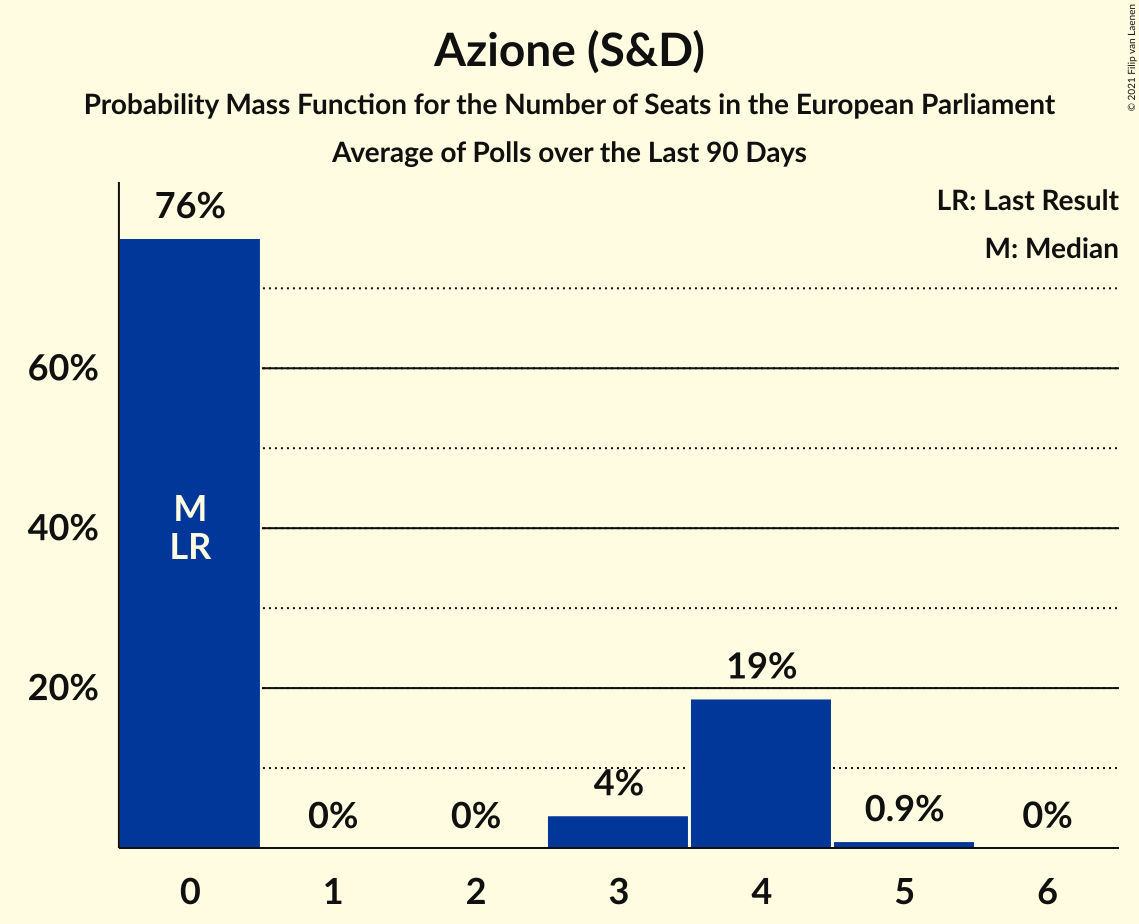 Azione (S&D)
Probability Mass Function for the Number of Seats in the European Parliament
Average of Polls over the Last 90 Days
© 2021 Filip van Laenen
LR: Last Result
M: Median
76%
60%
40%
20%
M
LR
0%
0%
4%
19%
0.9%
0%
0
1
2
3
4
5
6